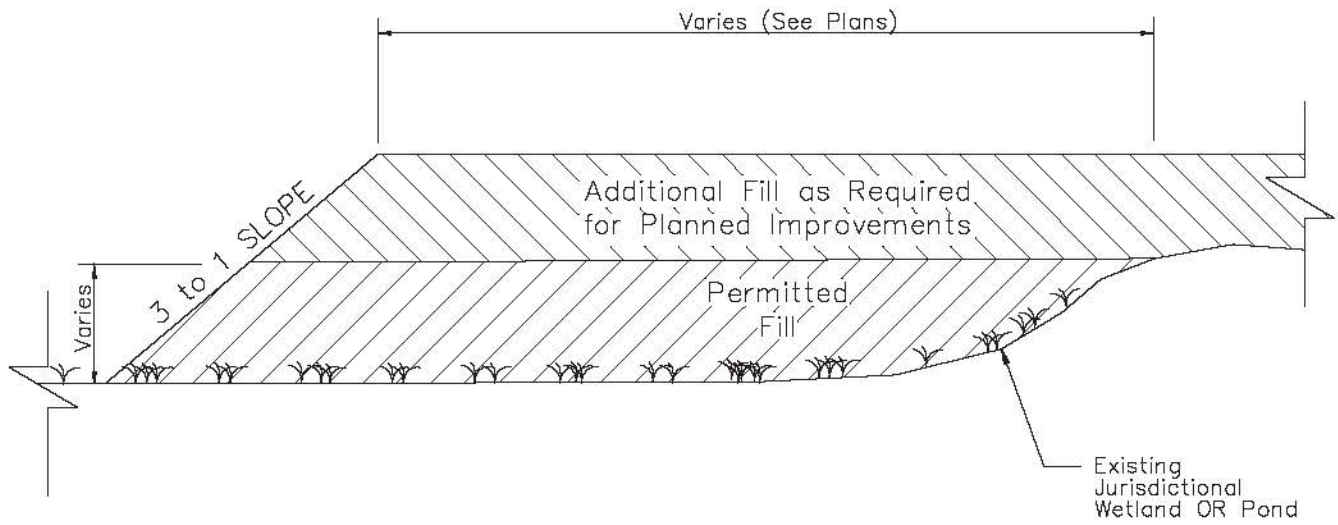 Varies (See Plans)
Additional Fill as Required
for Planned Improvements
3 to 1 SLOPE
Varies
Permitted
Fill
Existing
Jurisdictional
Wetland OR Pond